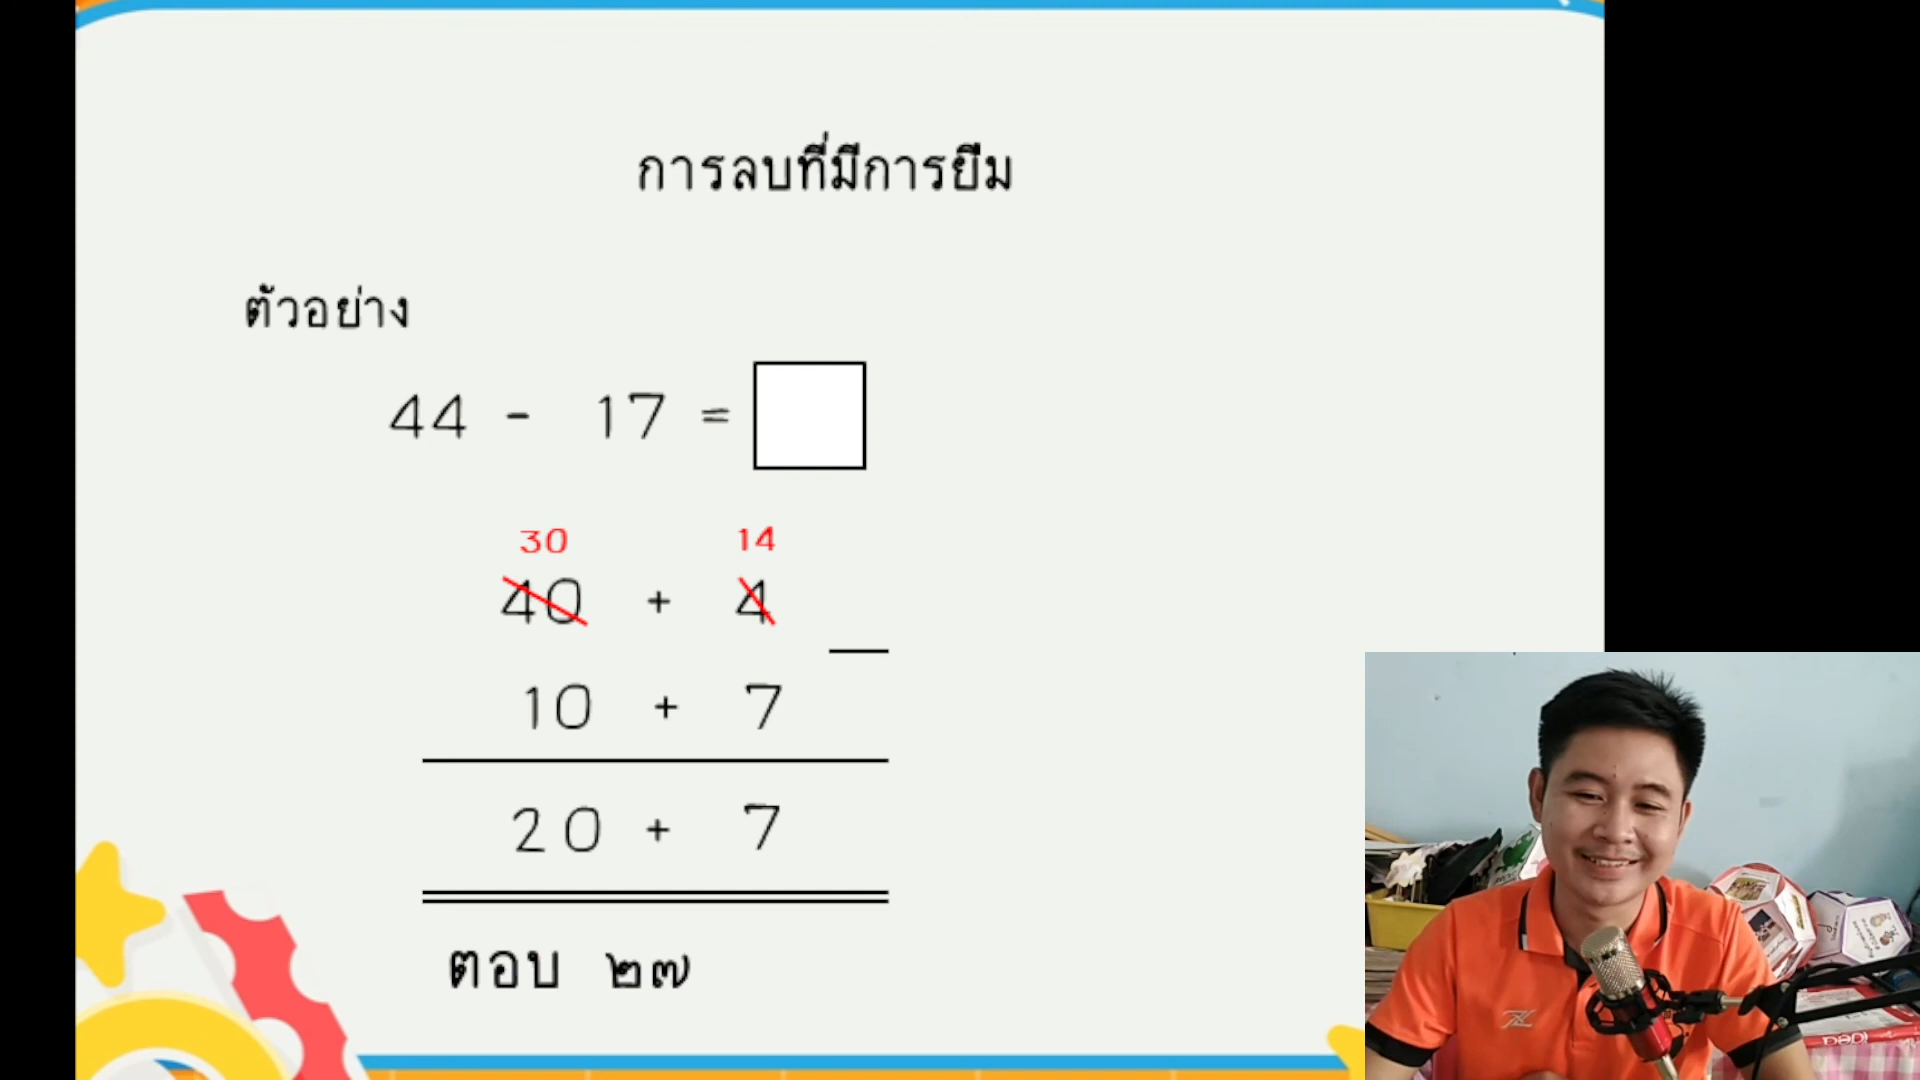 การลบที่มีการยืม
ตัวอย่าง
44 - 17 =
30 14
40 + 4
—
10 + 7
20 + 7
ตอบ ๒๗